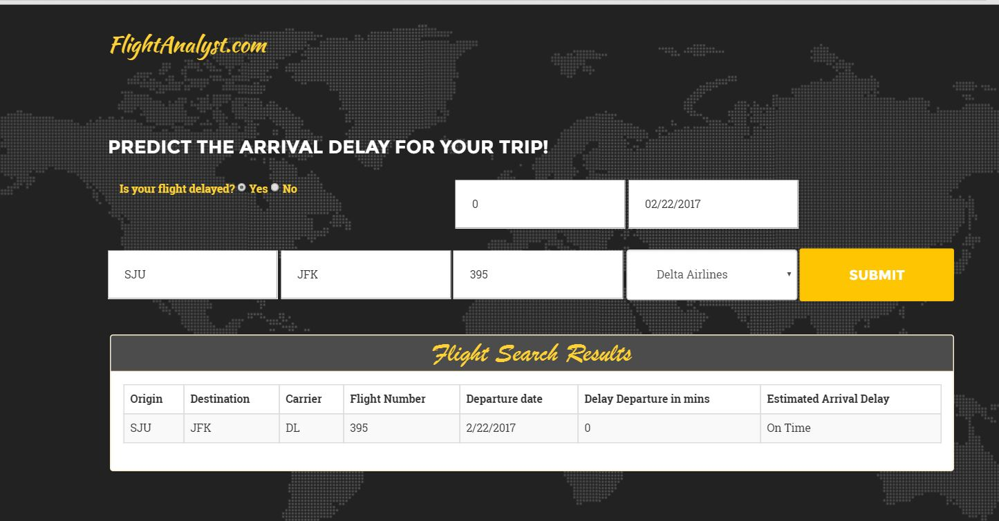 FlightAnalyst.com
PREDICT THE ARRIVAL DELAY FOR YOUR TRIP!
Is your flight delayed? Yes No
0 02/22/2017
SJU JFK 395 Delta Airlines SUBMIT
Flight Search Results
Origin Destination Carrier Flight Number Departure date Delay Departure in mins Estimated Arrival Delay
SJU JFK DL 395 2/22/2017 0 On Time